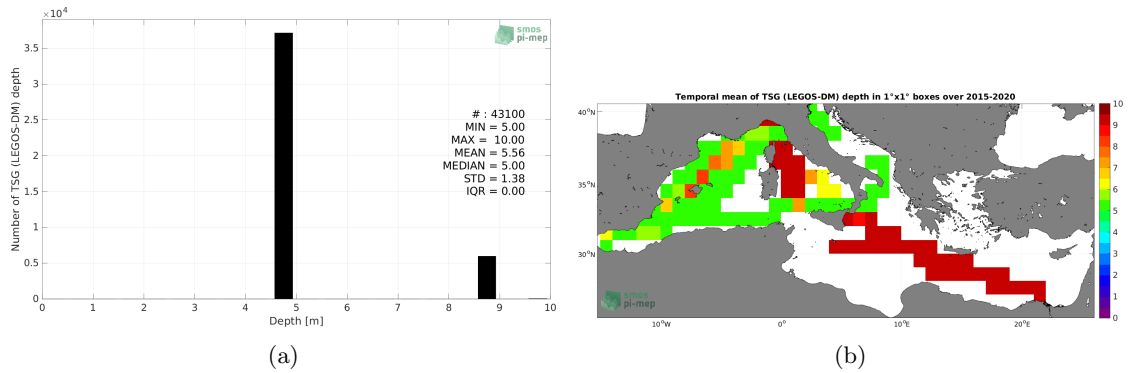 ×10⁴
smos
pi-mep
3.5
3
2.5
2
1.5
1
0.5
0
Number of TSG (LEGOS-DM) depth
# : 43100
MIN = 5.00
MAX = 10.00
MEAN = 5.56
MEDIAN = 5.00
STD = 1.38
IQR = 0.00
0 1 2 3 4 5 6 7 8 9 10
Depth [m]
(a)
Temporal mean of TSG (LEGOS-DM) depth in 1°x1° boxes over 2015-2020
40°N
35°N
30°N
10°W 0° 10°E 20°E
10
9
8
7
6
5
4
3
2
1
0
smos
pi-mep
(b)